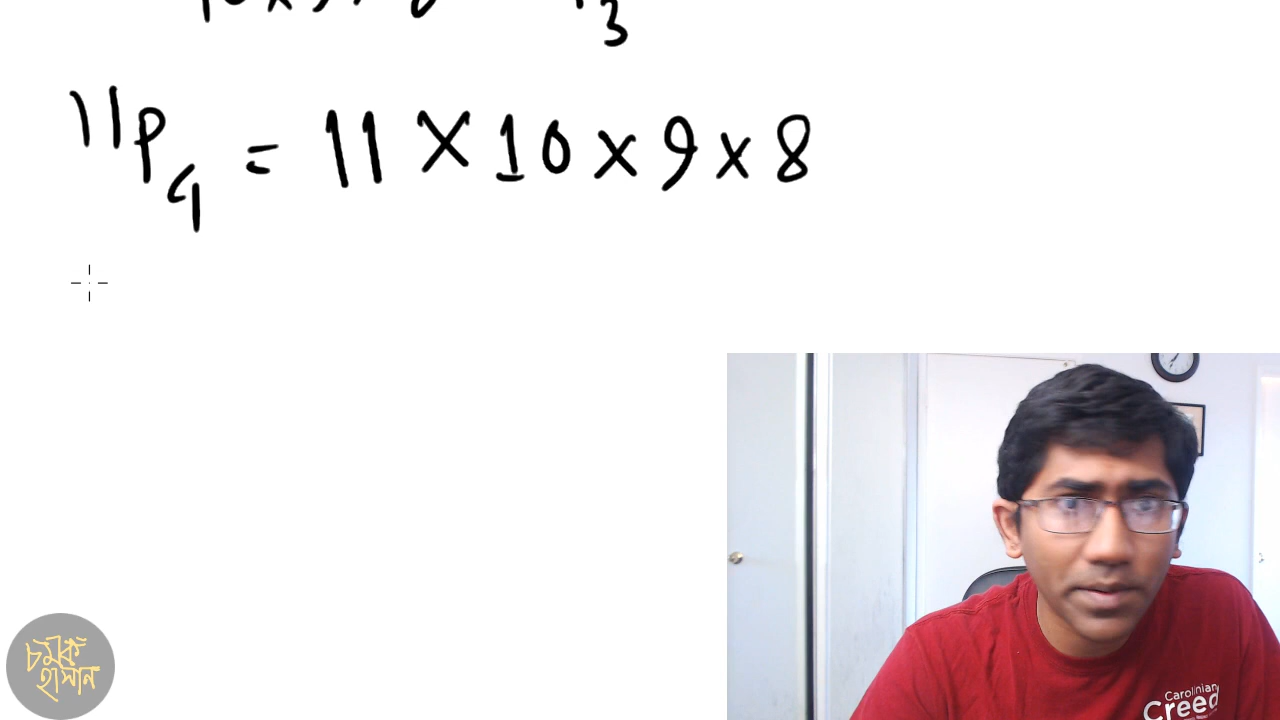 ¹¹P₄ = 11 × 10 × 9 × 8
চমক
হাসান
Carolinian
Creed